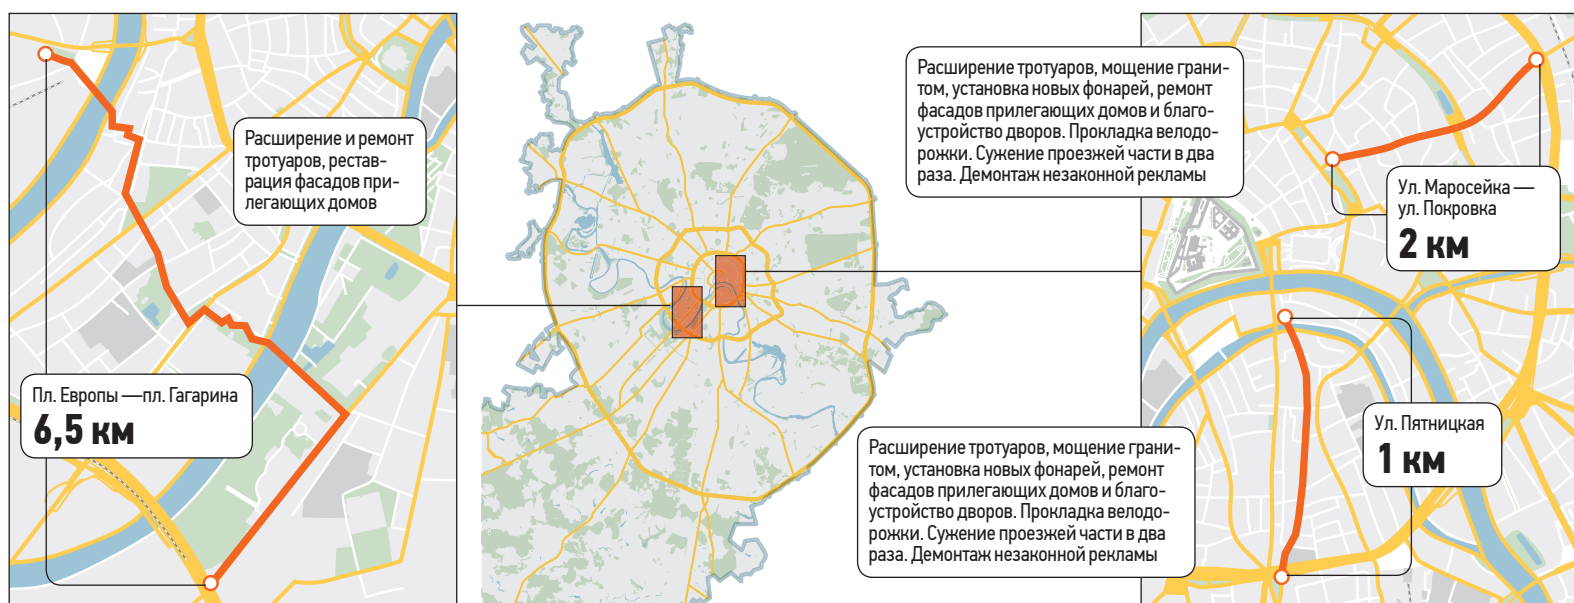 Расширение и ремонт
тротуаров, рестав-
рация фасадов при-
легающих домов
Пл. Европы —пл. Гагарина
6,5 км
Расширение тротуаров, мощение грани-
том, установка новых фонарей, ремонт
фасадов прилегающих домов и благо-
устройство дворов. Прокладка велодо-
рожки. Сужение проезжей части в два
раза. Демонтаж незаконной рекламы
Ул. Маросейка —
ул. Покровка
2 км
Расширение тротуаров, мощение грани-
том, установка новых фонарей, ремонт
фасадов прилегающих домов и благо-
устройство дворов. Прокладка велодо-
рожки. Сужение проезжей части в два
раза. Демонтаж незаконной рекламы
Ул. Пятницкая
1 км